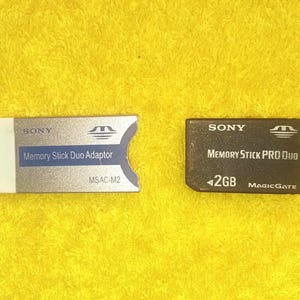 SONY
Memory Stick Duo Adaptor
MSAC-M2
SONY
MEMORY STICK PRO DUO
◄2GB
MAGICGATE